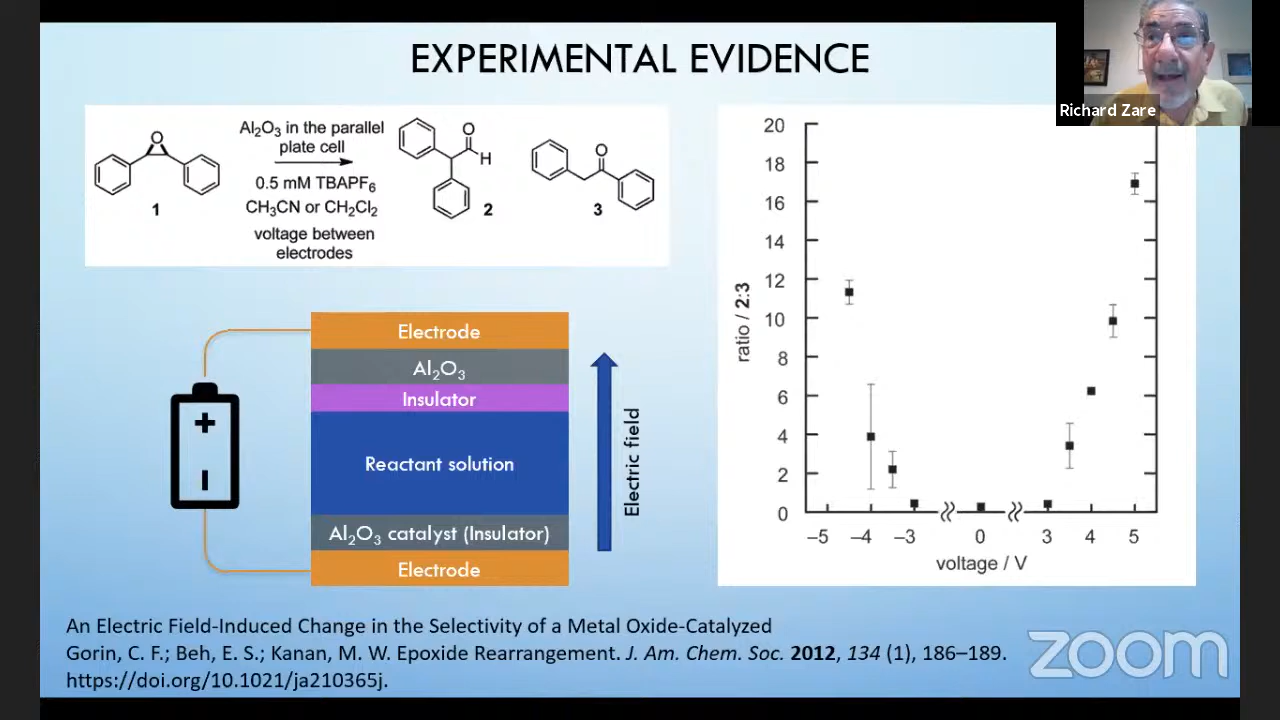 EXPERIMENTAL EVIDENCE
Richard Zare
O
1
Al₂O₃ in the parallel
plate cell
0.5 mM TBAPF₆
CH₃CN or CH₂Cl₂
voltage between
electrodes
O
H
2
O
3
Electrode
Al₂O₃
Insulator
Reactant solution
Al₂O₃ catalyst (Insulator)
Electrode
+
–
Electric field
ratio / 2:3
20
18
16
14
12
10
8
6
4
2
0
–5 –4 –3 0 3 4 5
voltage / V
An Electric Field-Induced Change in the Selectivity of a Metal Oxide-Catalyzed
Gorin, C. F.; Beh, E. S.; Kanan, M. W. Epoxide Rearrangement. J. Am. Chem. Soc. 2012, 134 (1), 186–189.
https://doi.org/10.1021/ja210365j.
zoom